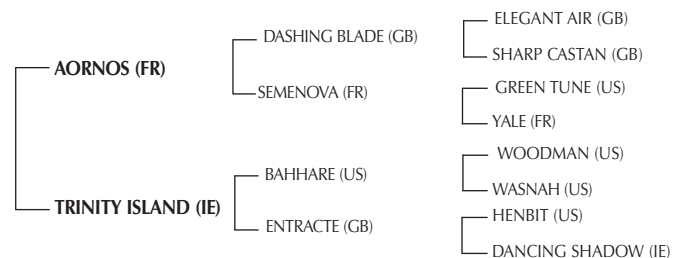 ELEGANT AIR (GB)
DASHING BLADE (GB)
SHARP CASTAN (GB)
AORNOS (FR)
GREEN TUNE (US)
SEMENOVA (FR)
YALE (FR)
WOODMAN (US)
BAHHARE (US)
WASNAH (US)
TRINITY ISLAND (IE)
HENBIT (US)
ENTRACTE (GB)
DANCING SHADOW (IE)